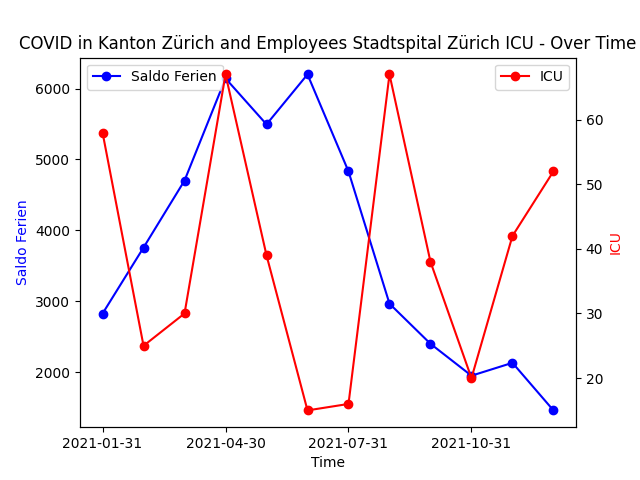 COVID in Kanton Zürich and Employees Stadtspital Zürich ICU - Over Time
Saldo Ferien
ICU
6000
5000
4000
3000
2000
Saldo Ferien
60
50
40
30
20
ICU
2021-01-31
2021-04-30
2021-07-31
2021-10-31
Time